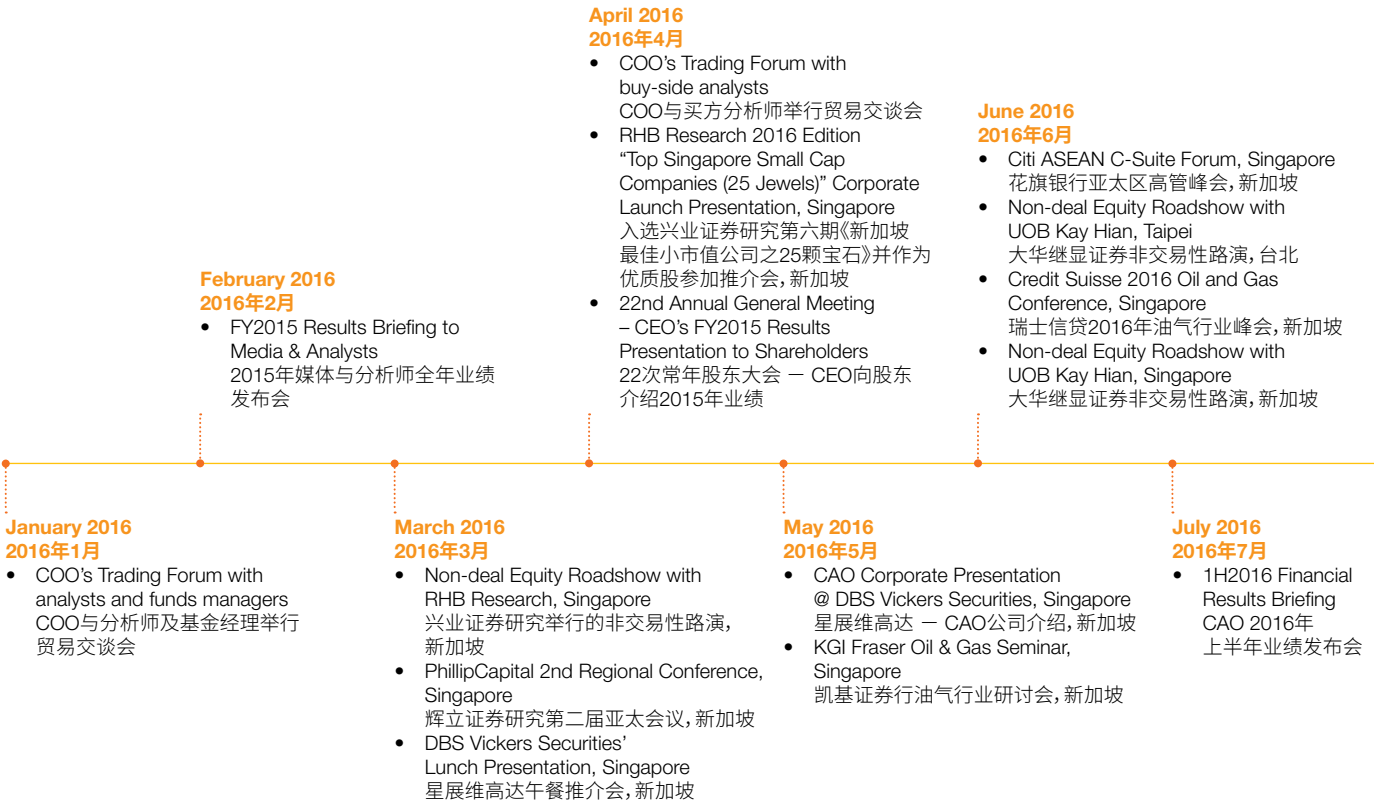 January 2016
2016年1月
• COO’s Trading Forum with
analysts and funds managers
COO与分析师及基金经理举行
贸易交谈会
February 2016
2016年2月
• FY2015 Results Briefing to
Media & Analysts
2015年媒体与分析师全年业绩
发布会
March 2016
2016年3月
• Non-deal Equity Roadshow with
RHB Research, Singapore
兴业证券研究举行的非交易性路演，
新加坡
• PhillipCapital 2nd Regional Conference,
Singapore
辉立证券研究第二届亚太会议，新加坡
• DBS Vickers Securities’
Lunch Presentation, Singapore
星展维高达午餐推介会，新加坡
April 2016
2016年4月
• COO’s Trading Forum with
buy-side analysts
COO与买方分析师举行贸易交谈会
• RHB Research 2016 Edition
“Top Singapore Small Cap
Companies (25 Jewels)” Corporate
Launch Presentation, Singapore
入选兴业证券研究第六期《新加坡
最佳小市值公司之25颗宝石》并作为
优质股参加推介会，新加坡
• 22nd Annual General Meeting
– CEO’s FY2015 Results
Presentation to Shareholders
22次常年股东大会 － CEO向股东
介绍2015年业绩
May 2016
2016年5月
• CAO Corporate Presentation
@ DBS Vickers Securities, Singapore
星展维高达 － CAO公司介绍，新加坡
• KGI Fraser Oil & Gas Seminar,
Singapore
凯基证券行油气行业研讨会，新加坡
June 2016
2016年6月
• Citi ASEAN C-Suite Forum, Singapore
花旗银行亚太区高管峰会，新加坡
• Non-deal Equity Roadshow with
UOB Kay Hian, Taipei
大华继显证券非交易性路演，台北
• Credit Suisse 2016 Oil and Gas
Conference, Singapore
瑞士信贷2016年油气行业峰会，新加坡
• Non-deal Equity Roadshow with
UOB Kay Hian, Singapore
大华继显证券非交易性路演，新加坡
July 2016
2016年7月
• 1H2016 Financial
Results Briefing
CAO 2016年
上半年业绩发布会